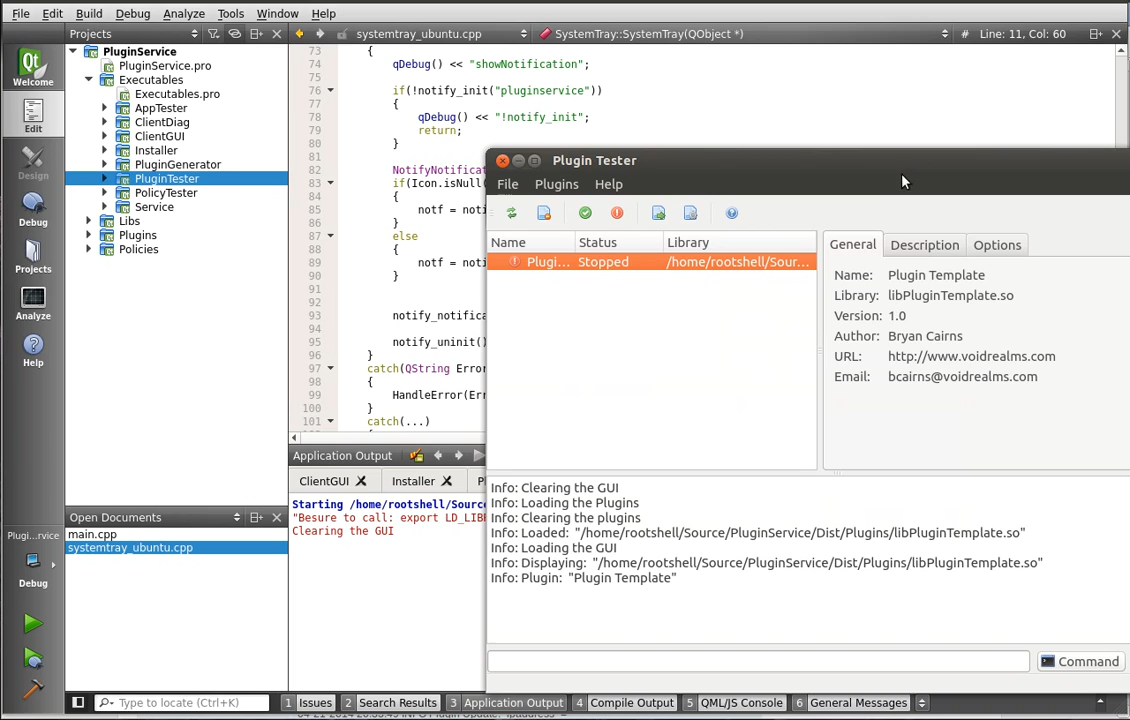 File Edit Build Debug Analyze Tools Window Help
Projects
systemtray_ubuntu.cpp
SystemTray::SystemTray(QObject *)
# Line: 11, Col: 60
Welcome
Edit
Design
Debug
Projects
Analyze
Help
PluginService
PluginService.pro
Executables
Executables.pro
AppTester
ClientDiag
ClientGUI
Installer
PluginGenerator
PluginTester
PolicyTester
Service
Libs
Plugins
Policies
73 {
74 qDebug() << "showNotification";
75
76 if(!notify_init("pluginservice"))
77 {
78 qDebug() << "!notify_init";
79 return;
80 }
81
82 NotifyNotificat
83 if(Icon.isNull(
84 {
85 notf = noti
86 }
87 else
88 {
89 notf = noti
90 }
92
93 notify_notifica
94
95 notify_uninit()
96 }
97 catch(QString Error
98 {
99 HandleError(Err
100 }
101 catch(...)
Plugin Tester
File Plugins Help
Name Status Library
Plugi... Stopped /home/rootshell/Sour...
General Description Options
Name: Plugin Template
Library: libPluginTemplate.so
Version: 1.0
Author: Bryan Cairns
URL: http://www.voidrealms.com
Email: bcairns@voidrealms.com
Info: Clearing the GUI
Info: Loading the Plugins
Info: Clearing the plugins
Info: Loaded: "/home/rootshell/Source/PluginService/Dist/Plugins/libPluginTemplate.so"
Info: Loading the GUI
Info: Displaying: "/home/rootshell/Source/PluginService/Dist/Plugins/libPluginTemplate.so"
Info: Plugin: "Plugin Template"
Command
Application Output
ClientGUI Installer
Starting /home/rootshell/Source
"Besure to call: export LD_LIB
Clearing the GUI
Open Documents
main.cpp
systemtray_ubuntu.cpp
Plugi...rvice
Debug
Type to locate (Ctrl+K)
1 Issues 2 Search Results 3 Application Output 4 Compile Output 5 QML/JS Console 6 General Messages